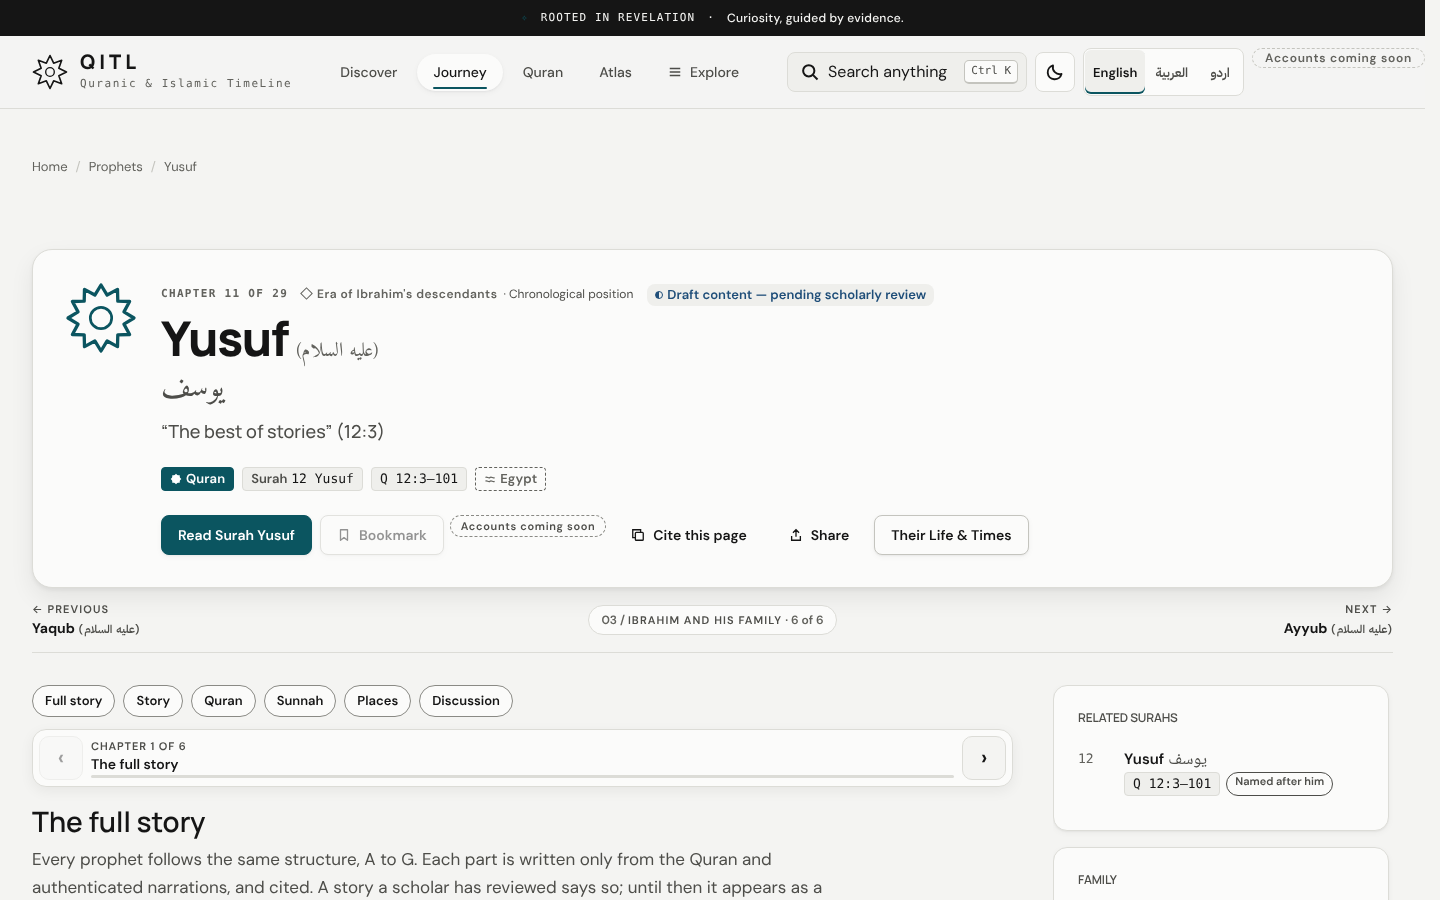 ROOTED IN REVELATION · Curiosity, guided by evidence.
QITL
Quranic & Islamic TimeLine
Discover
Journey
Quran
Atlas
Explore
Search anything
Ctrl K
English
العربية
اردو
Accounts coming soon
Home / Prophets / Yusuf
CHAPTER 11 OF 29
Era of Ibrahim's descendants · Chronological position
Draft content — pending scholarly review
Yusuf (عليه السلام)
يوسف
“The best of stories” (12:3)
Quran
Surah 12 Yusuf
Q 12:3–101
Egypt
Read Surah Yusuf
Bookmark
Accounts coming soon
Cite this page
Share
Their Life & Times
← PREVIOUS
Yaqub (عليه السلام)
03 / IBRAHIM AND HIS FAMILY · 6 of 6
NEXT →
Ayyub (عليه السلام)
Full story
Story
Quran
Sunnah
Places
Discussion
‹
CHAPTER 1 OF 6
The full story
›
The full story
Every prophet follows the same structure, A to G. Each part is written only from the Quran and
authenticated narrations, and cited. A story a scholar has reviewed says so; until then it appears as a
RELATED SURAHS
12
Yusuf يوسف
Q 12:3–101
Named after him
FAMILY